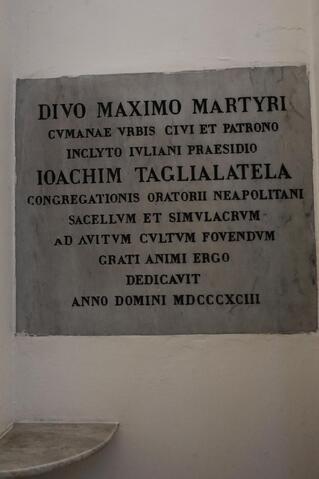 DIVO MAXIMO MARTYRI
CVMANAE VRBIS CIVI ET PATRONO
INCLYTO IVLIANI PRAESIDIO
IOACHIM TAGLIALATELA
CONGREGATIONIS ORATORII NEAPOLITANI
SACELLVM ET SIMVLACRVM
AD AVITVM CVLTVM FOVENDVM
GRATI ANIMI ERGO
DEDICAVIT
ANNO DOMINI MDCCCXCIII